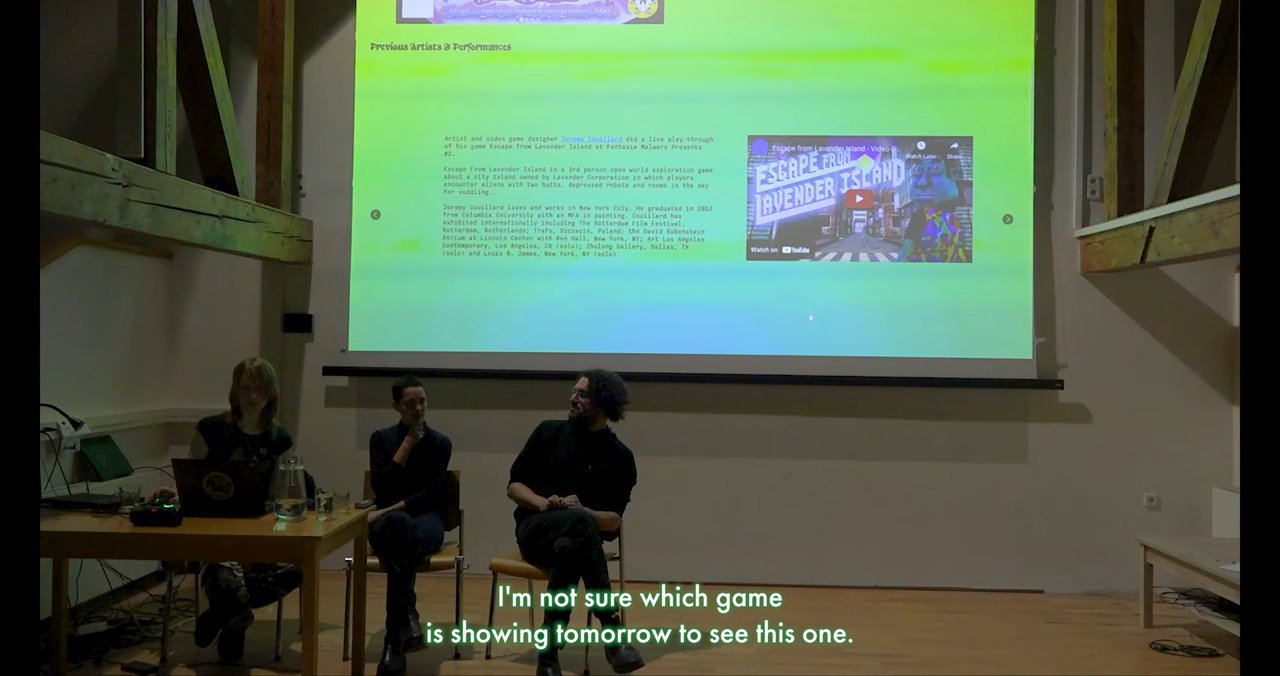 https://fantasia.malware.net/project1.html
Previous Artists & Performances
Artist and video game designer Jeremy Couillard did a live play-through
of his game Escape From Lavender Island at Fantasia Malware Presents
#2.
Escape From Lavender Island is a 3rd person open world exploration game
about a city island owned by Lavender Corporation in which players
encounter aliens with two butts, depressed robots and rooms in the sky
for cuddling..
Jeremy Couillard lives and works in New York City. He graduated in 2012
from Columbia University with an MFA in painting. Couillard has
exhibited internationally including The Rotterdam Film Festival,
Rotterdam, Netherlands; Trafo, Szczecin, Poland; the David Rubenstein
Atrium at Lincoln Center with Ben Hall, New York, NY; Art Los Angeles
Contemporary, Los Angeles, CA (solo); Zhulong Gallery, Dallas, TX
(solo) and Louis B. James, New York, NY (solo).
Escape from Lavender Island - Video G
Watch Later
Share
ESCAPE FROM
LAVENDER ISLAND
Watch on YouTube
I'm not sure which game
is showing tomorrow to see this one.